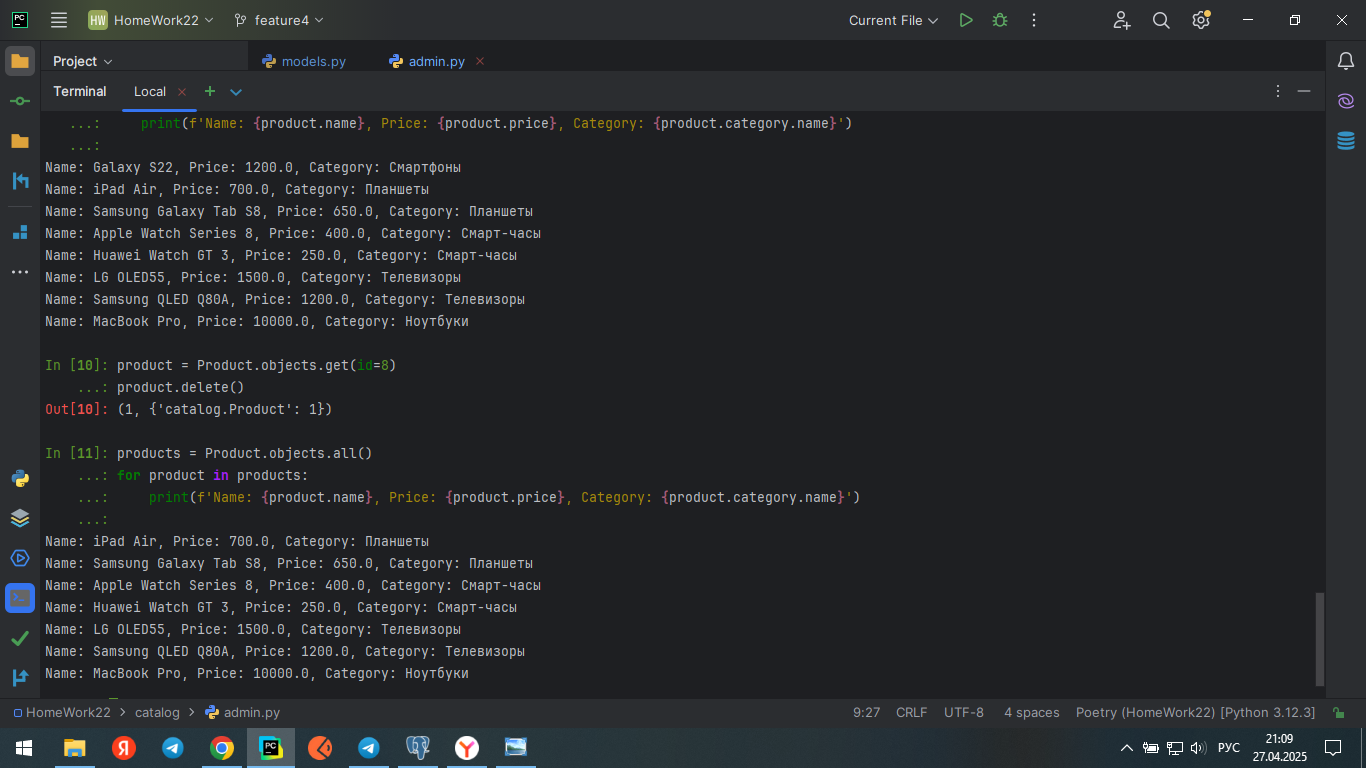 PC
HW HomeWork22 feature4 Current File
Project models.py admin.py
Terminal Local
...:     print(f'Name: {product.name}, Price: {product.price}, Category: {product.category.name}')
...:
Name: Galaxy S22, Price: 1200.0, Category: Смартфоны
Name: iPad Air, Price: 700.0, Category: Планшеты
Name: Samsung Galaxy Tab S8, Price: 650.0, Category: Планшеты
Name: Apple Watch Series 8, Price: 400.0, Category: Смарт-часы
Name: Huawei Watch GT 3, Price: 250.0, Category: Смарт-часы
Name: LG OLED55, Price: 1500.0, Category: Телевизоры
Name: Samsung QLED Q80A, Price: 1200.0, Category: Телевизоры
Name: MacBook Pro, Price: 10000.0, Category: Ноутбуки
In [10]: product = Product.objects.get(id=8)
...: product.delete()
Out[10]: (1, {'catalog.Product': 1})
In [11]: products = Product.objects.all()
...: for product in products:
...:     print(f'Name: {product.name}, Price: {product.price}, Category: {product.category.name}')
...:
Name: iPad Air, Price: 700.0, Category: Планшеты
Name: Samsung Galaxy Tab S8, Price: 650.0, Category: Планшеты
Name: Apple Watch Series 8, Price: 400.0, Category: Смарт-часы
Name: Huawei Watch GT 3, Price: 250.0, Category: Смарт-часы
Name: LG OLED55, Price: 1500.0, Category: Телевизоры
Name: Samsung QLED Q80A, Price: 1200.0, Category: Телевизоры
Name: MacBook Pro, Price: 10000.0, Category: Ноутбуки
HomeWork22 > catalog > admin.py 9:27 CRLF UTF-8 4 spaces Poetry (HomeWork22) [Python 3.12.3]
Я PC Y РУС 21:09
27.04.2025